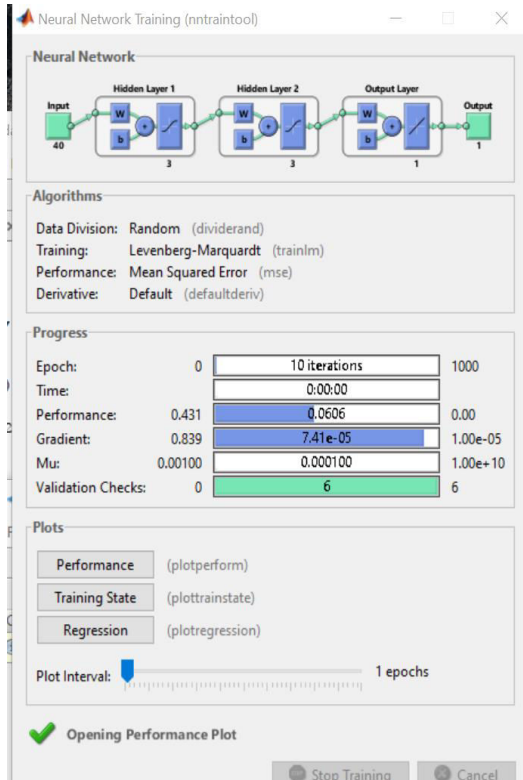 Neural Network Training (nntraintool)
Neural Network
Hidden Layer 1 Hidden Layer 2 Output Layer
Input Output
W W W
b b b
40 3 3 1 1
Algorithms
Data Division: Random (dividerand)
Training: Levenberg-Marquardt (trainlm)
Performance: Mean Squared Error (mse)
Derivative: Default (defaultderiv)
Progress
Epoch: 0 10 iterations 1000
Time: 0:00:00
Performance: 0.431 0.0606 0.00
Gradient: 0.839 7.41e-05 1.00e-05
Mu: 0.00100 0.000100 1.00e+10
Validation Checks: 0 6 6
Plots
Performance (plotperform)
Training State (plottrainstate)
Regression (plotregression)
Plot Interval: 1 epochs
Opening Performance Plot
Stop Training Cancel